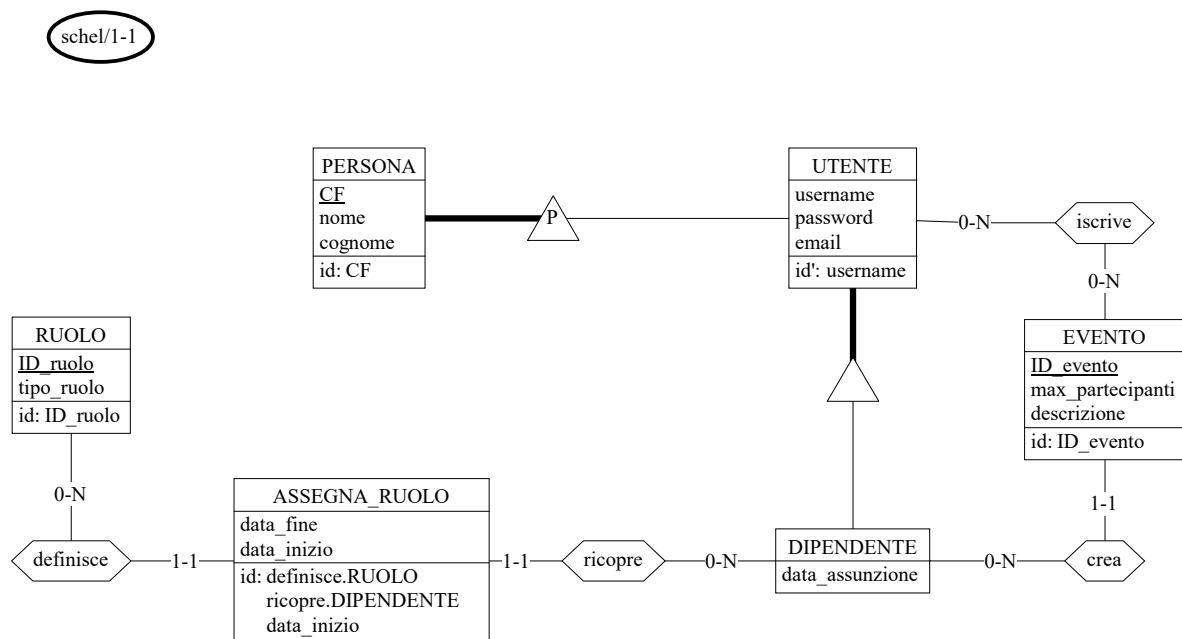 schel/1-1
PERSONA
CF
nome
cognome
id: CF
P
UTENTE
username
password
email
id': username
0-N
iscrive
0-N
RUOLO
ID_ruolo
tipo_ruolo
id: ID_ruolo
EVENTO
ID_evento
max_partecipanti
descrizione
id: ID_evento
0-N
1-1
definisce
1-1
ASSEGNA_RUOLO
data_fine
data_inizio
id: definisce.RUOLO
ricopre.DIPENDENTE
data_inizio
1-1
ricopre
0-N
DIPENDENTE
data_assunzione
0-N
crea